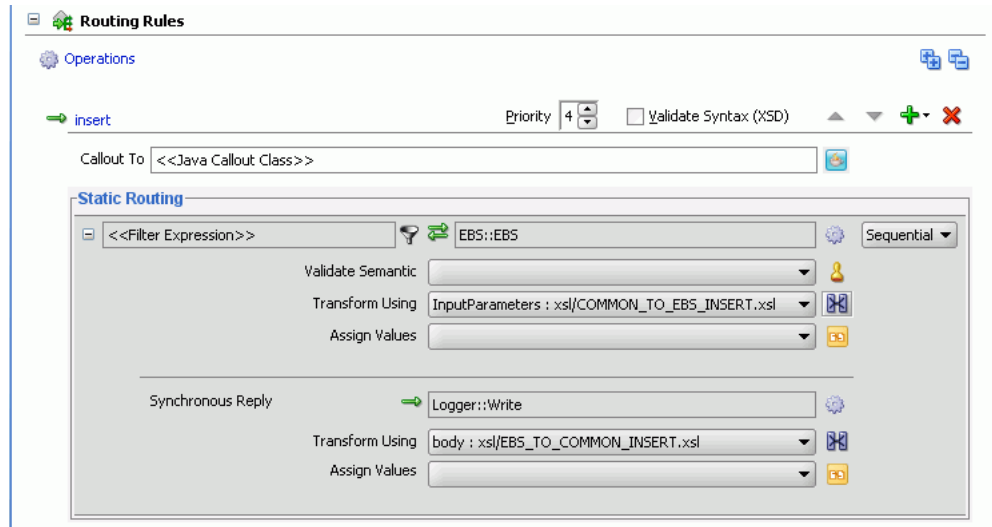 Routing Rules
Operations
insert Priority 4 Validate Syntax (XSD)
Callout To <<Java Callout Class>>
Static Routing
<<Filter Expression>> EBS::EBS Sequential
Validate Semantic
Transform Using InputParameters : xsl/COMMON_TO_EBS_INSERT.xsl
Assign Values
Synchronous Reply Logger::Write
Transform Using body : xsl/EBS_TO_COMMON_INSERT.xsl
Assign Values